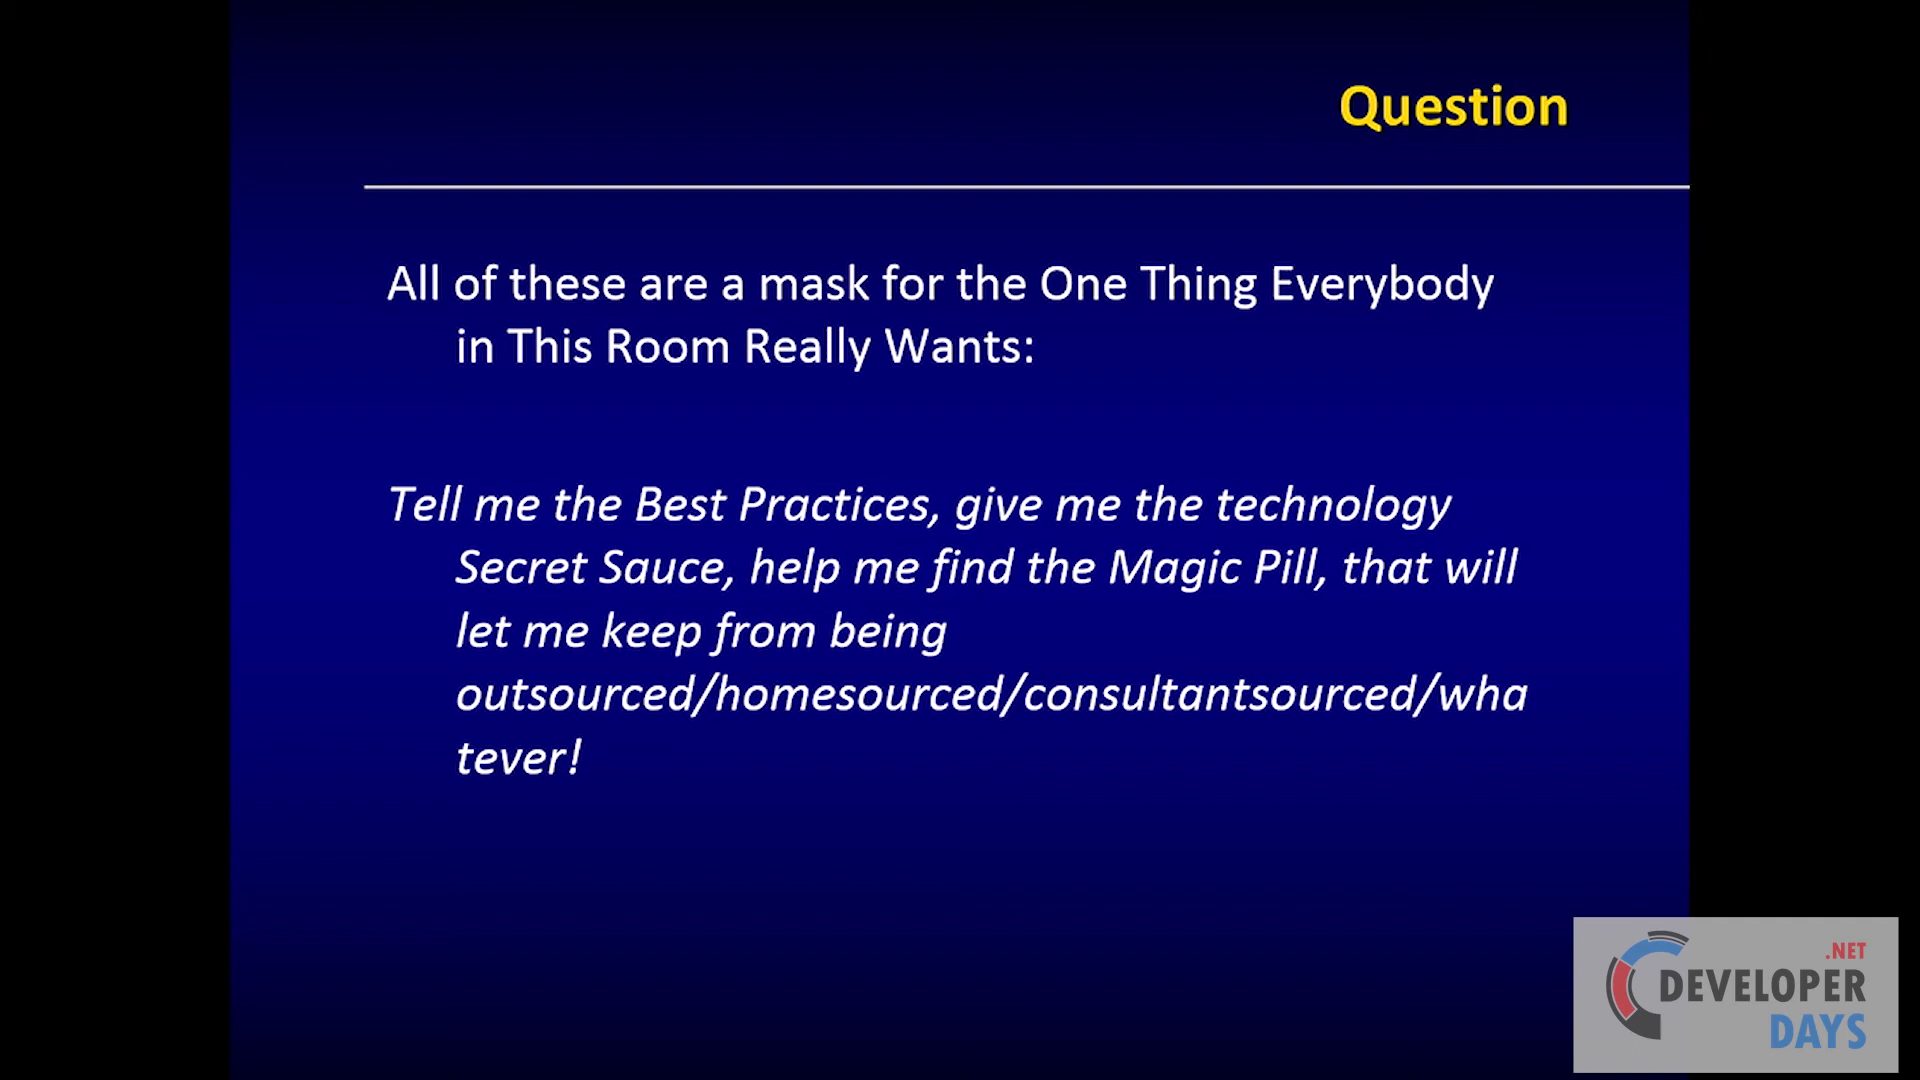 Question
All of these are a mask for the One Thing Everybody
in This Room Really Wants:
Tell me the Best Practices, give me the technology
Secret Sauce, help me find the Magic Pill, that will
let me keep from being
outsourced/homesourced/consultantsourced/wha
tever!
.NET
DEVELOPER
DAYS